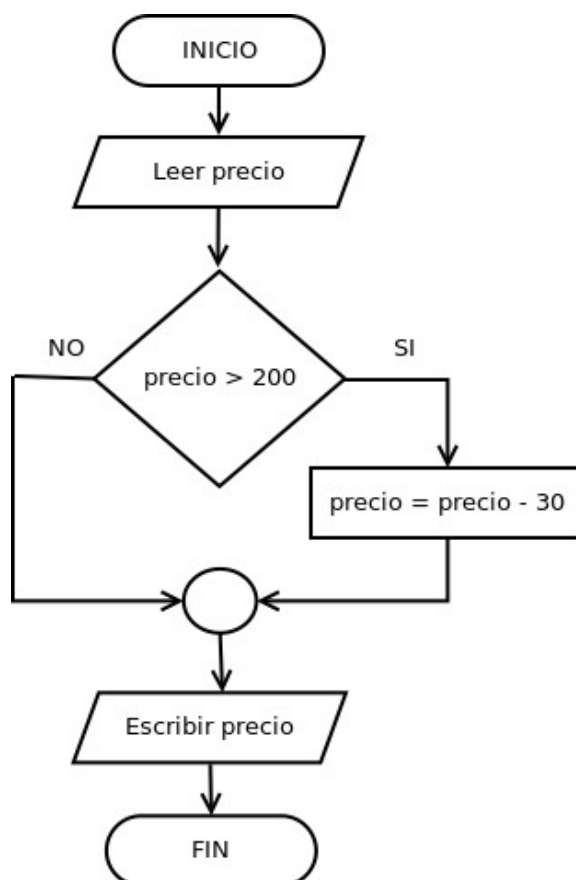 INICIO
Leer precio
NO
SI
precio > 200
precio = precio - 30
Escribir precio
FIN